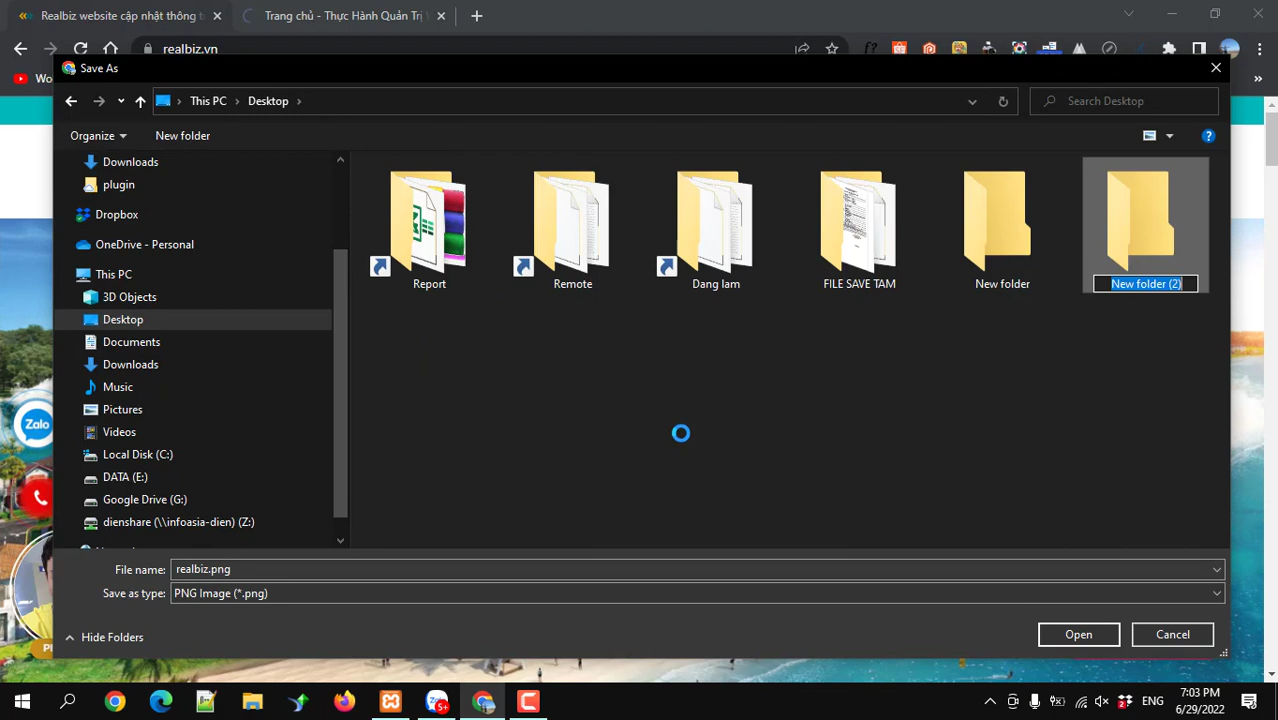 Realbiz website cập nhật thông t
Trang chủ - Thực Hành Quản Trị
realbiz.vn
Wo
Save As
This PC
Desktop
Search Desktop
Organize
New folder
Downloads
plugin
Dropbox
OneDrive - Personal
This PC
3D Objects
Desktop
Documents
Downloads
Music
Pictures
Videos
Local Disk (C:)
DATA (E:)
Google Drive (G:)
dienshare (\\infoasia-dien) (Z:)
Report
Remote
Dang lam
FILE SAVE TAM
New folder
New folder (2)
File name:
realbiz.png
Save as type:
PNG Image (*.png)
Hide Folders
Open
Cancel
Zalo
5+
ENG
7:03 PM
6/29/2022